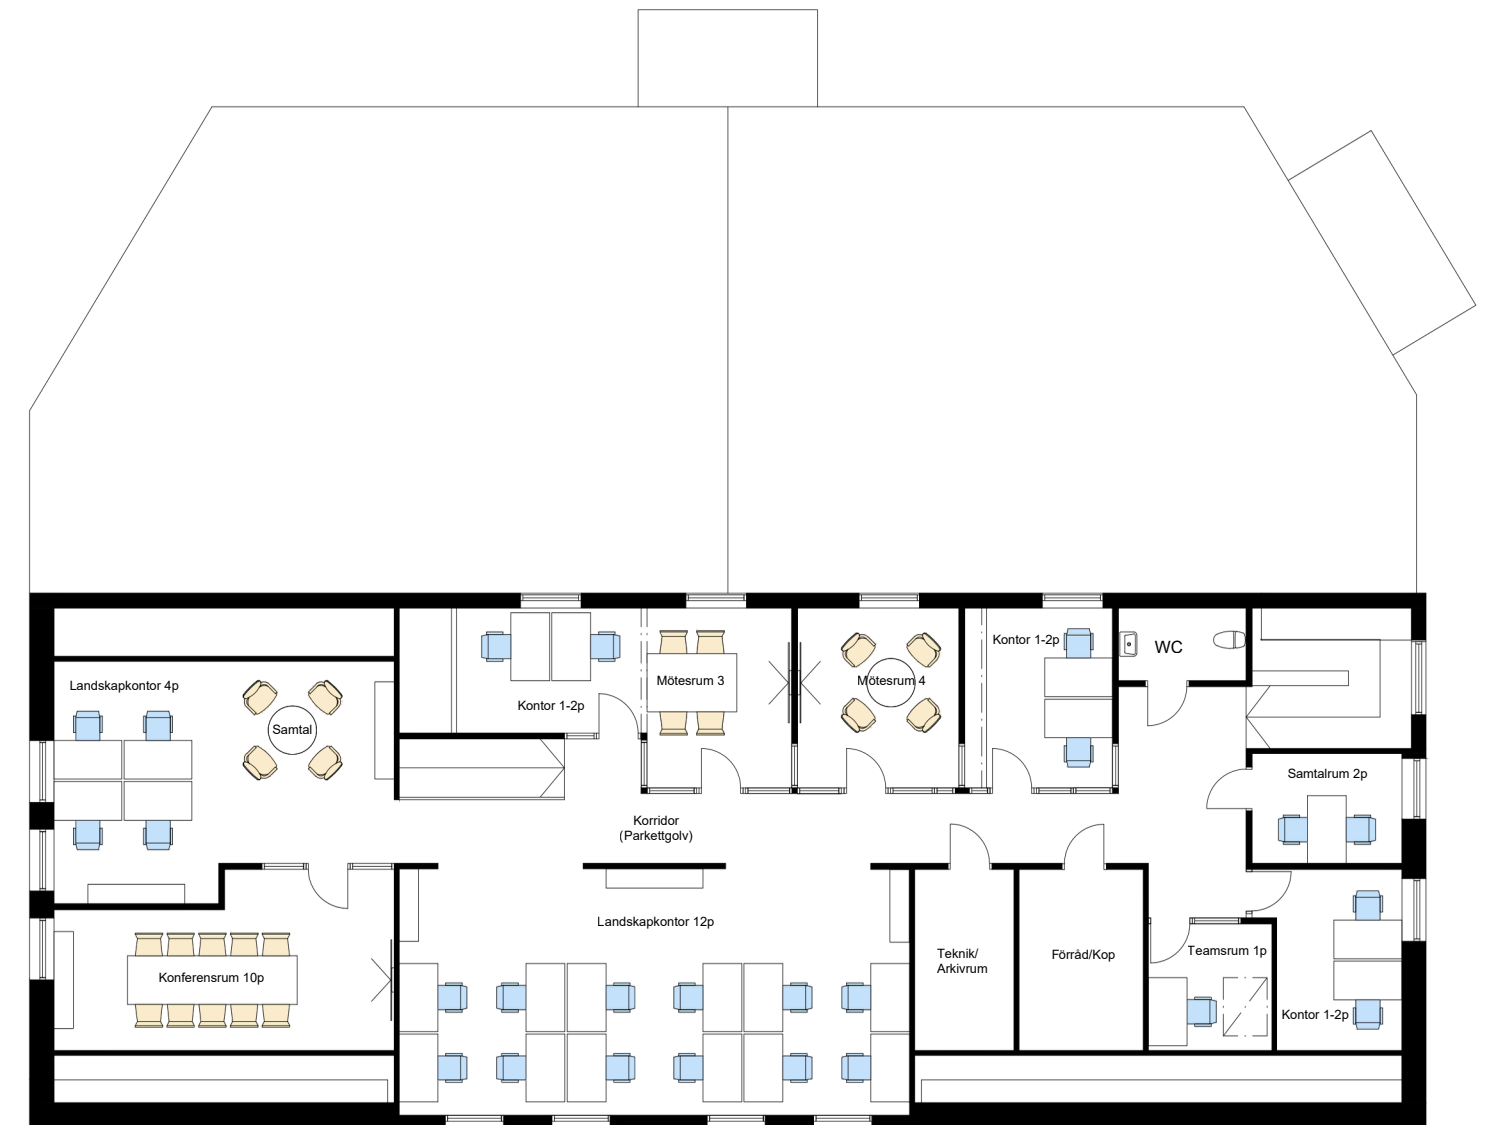 Kontor 1-2p
WC
Landskapkontor 4p
Mötesrum 3
Mötesrum 4
Kontor 1-2p
Samtal
Samtalrum 2p
Korridor
(Parkettgolv)
Landskapkontor 12p
Teknik/
Arkivrum
Förråd/Kop
Teamsrum 1p
Konferensrum 10p
Kontor 1-2p